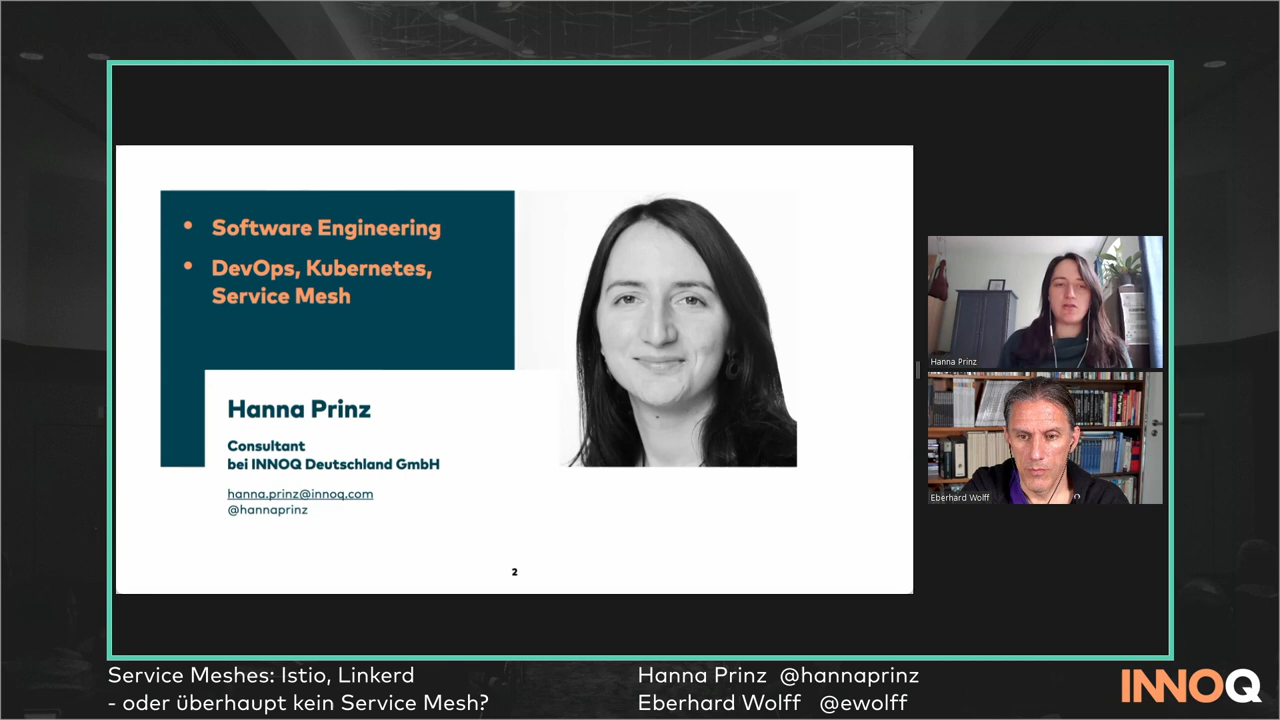 • Software Engineering
• DevOps, Kubernetes,
Service Mesh
Hanna Prinz
Consultant
bei INNOQ Deutschland GmbH
hanna.prinz@innoq.com
@hannaprinz
2
Hanna Prinz
Eberhard Wolff
Service Meshes: Istio, Linkerd
- oder überhaupt kein Service Mesh?
Hanna Prinz @hannaprinz
Eberhard Wolff @ewolff
INNOQ